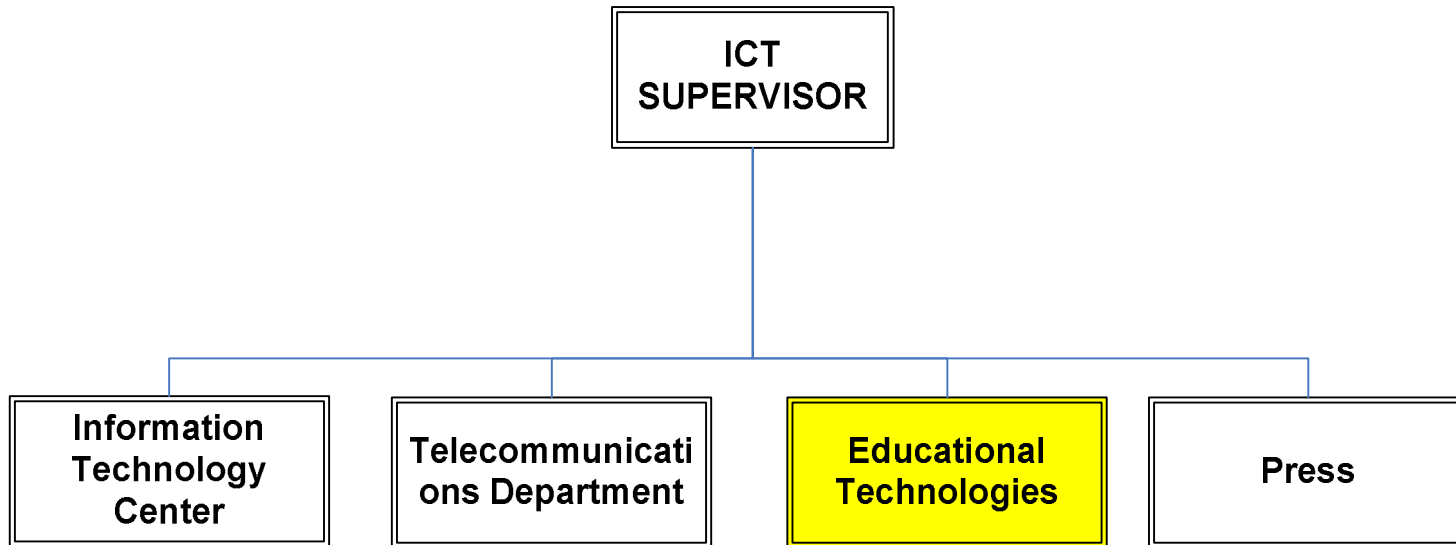 ICT
SUPERVISOR
Information
Technology
Center
Telecommunicati
ons Department
Educational
Technologies
Press